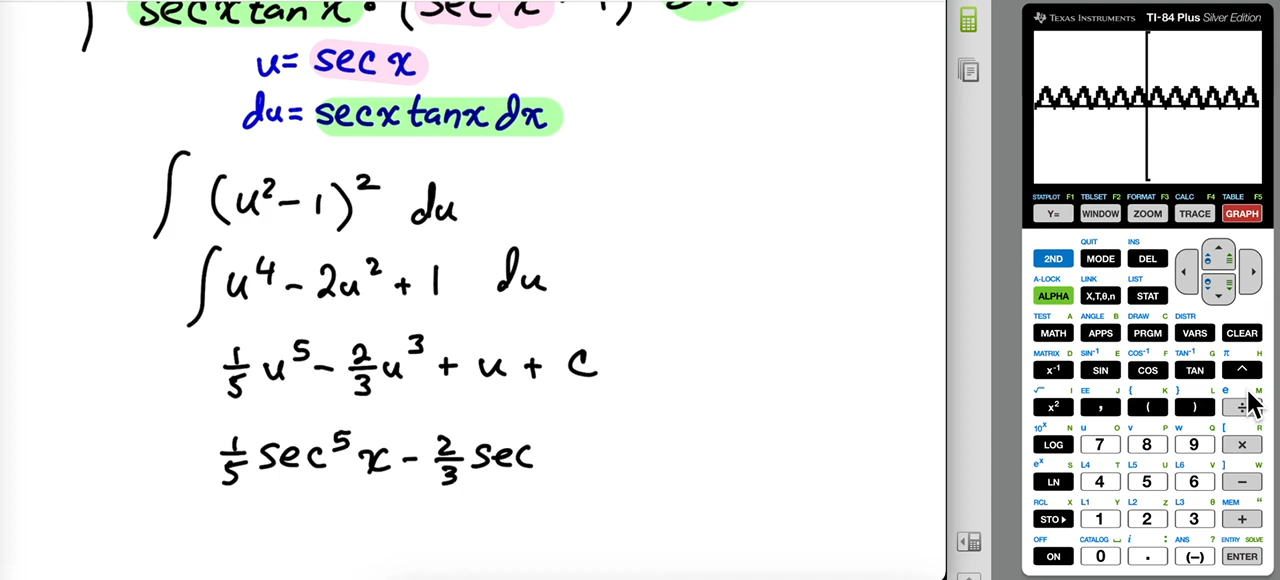 ∫ sec x tan x · (sec x - 1) dx
u = sec x
du = sec x tan x dx
∫ (u² - 1)² du
∫ u⁴ - 2u² + 1 du
1/5 u⁵ - 2/3 u³ + u + C
1/5 sec⁵ x - 2/3 sec
TEXAS INSTRUMENTS TI-84 Plus Silver Edition
STATPLOT F1 TBLSET F2 FORMAT F3 CALC F4 TABLE F5
Y= WINDOW ZOOM TRACE GRAPH
QUIT INS
2ND MODE DEL
A-LOCK LINK LIST
ALPHA X,T,θ,n STAT
TEST A ANGLE B DRAW C DISTR
MATH APPS PRGM VARS CLEAR
MATRIX D SIN⁻¹ E COS⁻¹ F TAN⁻¹ G π H
x⁻¹ SIN COS TAN ^
√ I EE J { K } L e M
x² , ( ) ÷
10ˣ N u O v P w Q [ R
LOG 7 8 9 ×
eˣ S L4 T L5 U L6 V ] W
LN 4 5 6 −
RCL X L1 Y L2 Z L3 θ MEM "
STO▸ 1 2 3 +
OFF CATALOG i : ANS ? ENTRY SOLVE
ON 0 . (−) ENTER